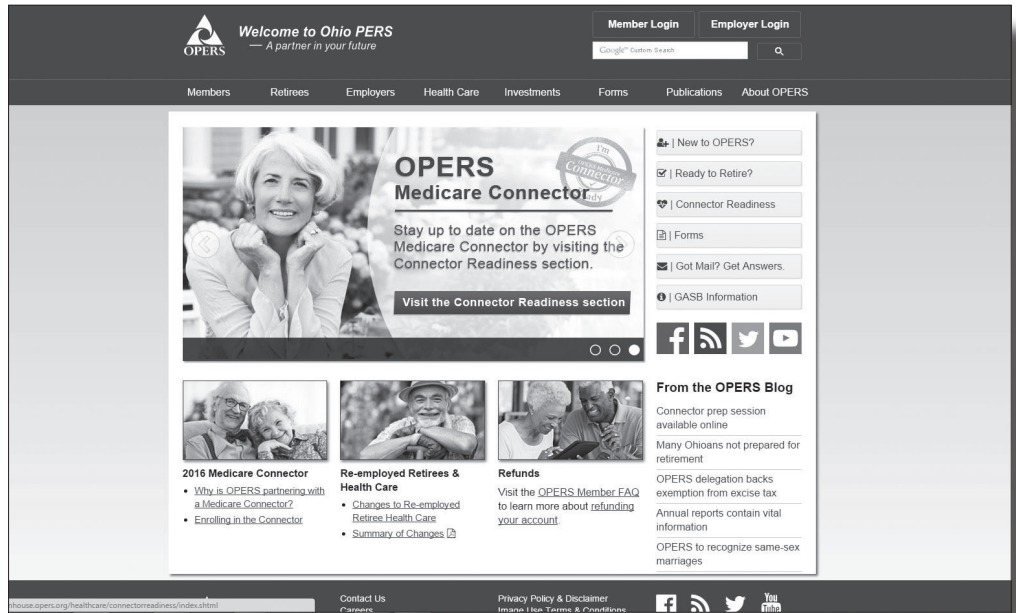 OPERS
Welcome to Ohio PERS
— A partner in your future
Member Login
Employer Login
Google™ Custom Search
Members
Retirees
Employers
Health Care
Investments
Forms
Publications
About OPERS
OPERS
Medicare Connector
I'm
OPERS Medicare
Connector
Ready
Stay up to date on the OPERS
Medicare Connector by visiting the
Connector Readiness section.
Visit the Connector Readiness section
| New to OPERS?
| Ready to Retire?
| Connector Readiness
| Forms
| Got Mail? Get Answers.
| GASB Information
2016 Medicare Connector
• Why is OPERS partnering with
a Medicare Connector?
• Enrolling in the Connector
Re-employed Retirees &
Health Care
• Changes to Re-employed
Retiree Health Care
• Summary of Changes
Refunds
Visit the OPERS Member FAQ
to learn more about refunding
your account.
From the OPERS Blog
Connector prep session
available online
Many Ohioans not prepared for
retirement
OPERS delegation backs
exemption from excise tax
Annual reports contain vital
information
OPERS to recognize same-sex
marriages
nhouse.opers.org/healthcare/connectorreadiness/index.shtml
Contact Us
Careers
Privacy Policy & Disclaimer
Image Use Terms & Conditions
You
Tube